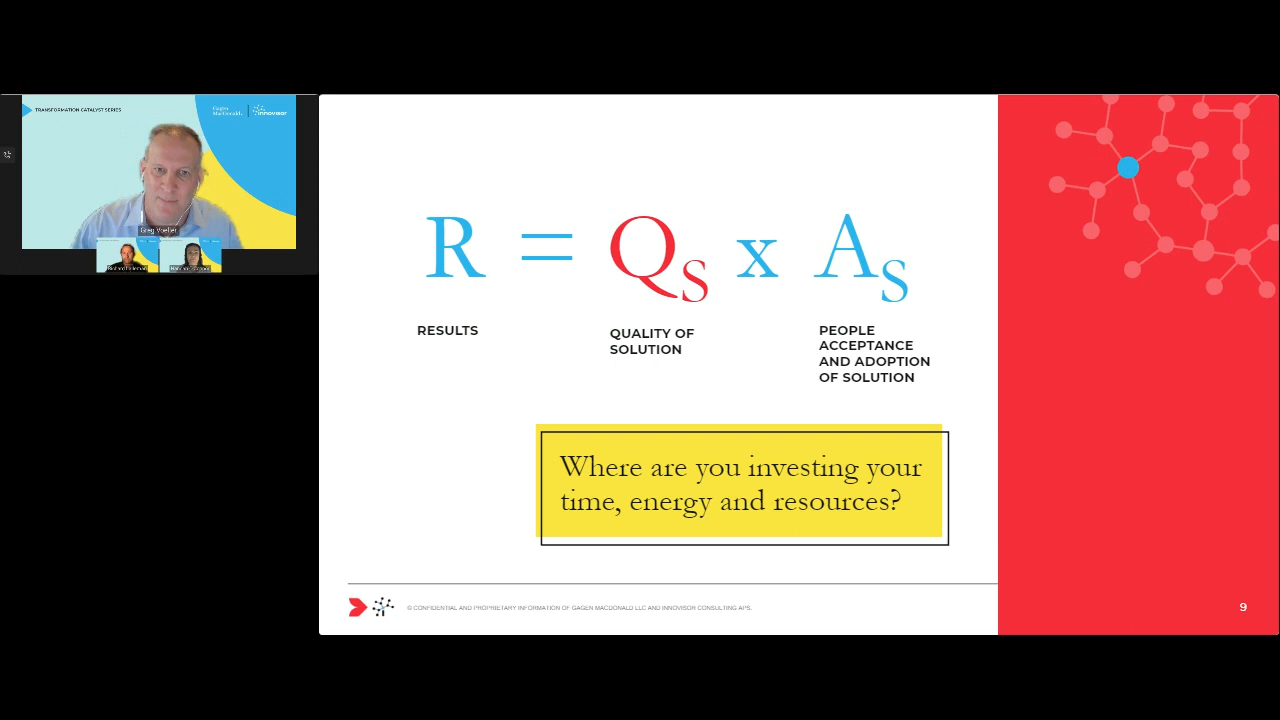 TRANSFORMATION CATALYST SERIES
Gagen
MacDonald
innovisor
Greg Voeller
Richard
R = QS x AS
RESULTS
QUALITY OF
SOLUTION
PEOPLE
ACCEPTANCE
AND ADOPTION
OF SOLUTION
Where are you investing your
time, energy and resources?
© CONFIDENTIAL AND PROPRIETARY INFORMATION OF GAGEN MACDONALD LLC AND INNOVISOR CONSULTING APS.
9